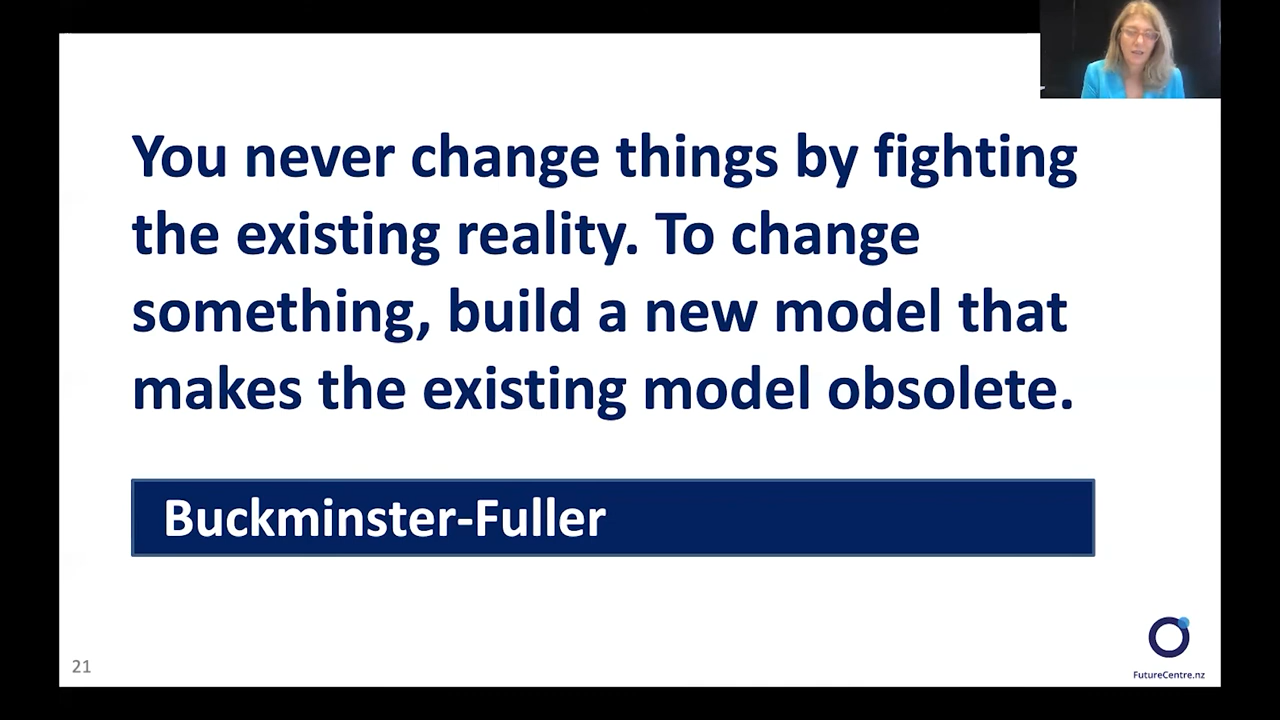 You never change things by fighting
the existing reality. To change
something, build a new model that
makes the existing model obsolete.
Buckminster-Fuller
21
FutureCentre.nz